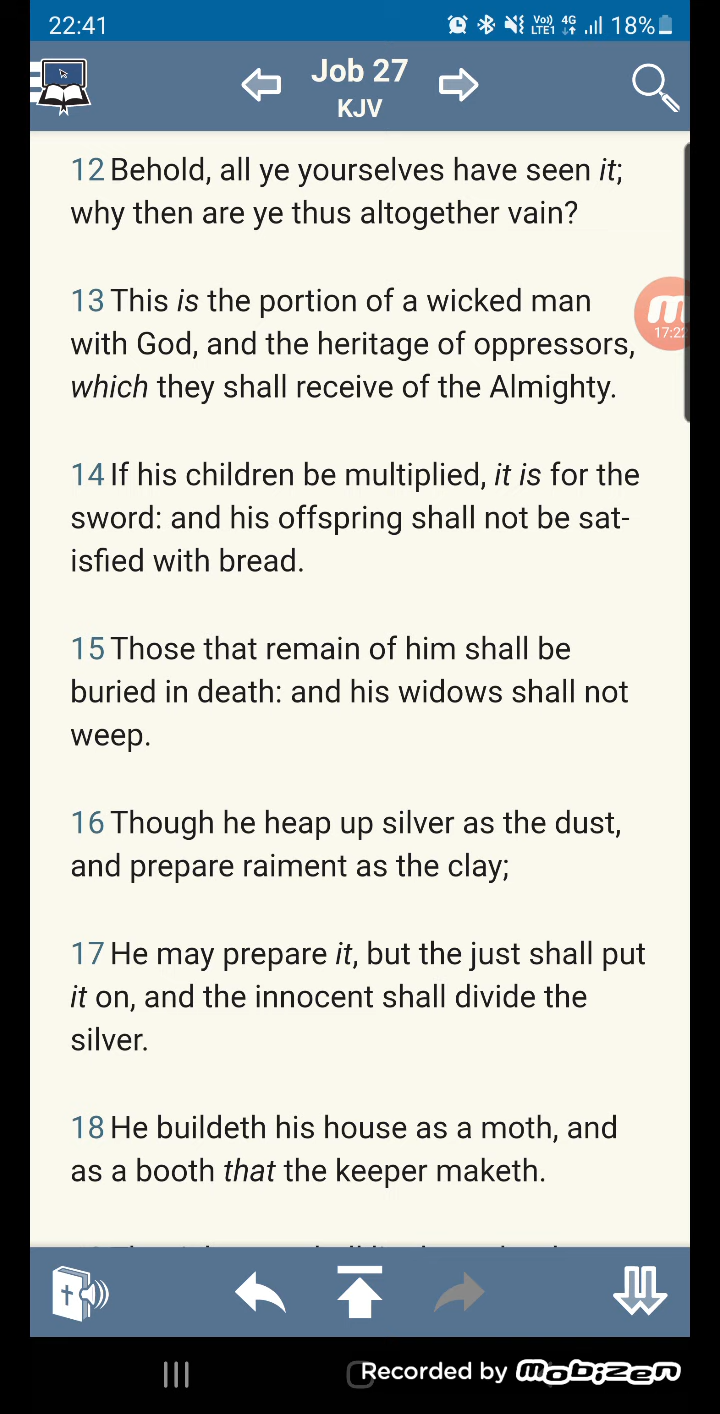 22:41 Vo)) LTE1 4G 18%
Job 27
KJV
12 Behold, all ye yourselves have seen it;
why then are ye thus altogether vain?
13 This is the portion of a wicked man
with God, and the heritage of oppressors,
which they shall receive of the Almighty.
14 If his children be multiplied, it is for the
sword: and his offspring shall not be sat-
isfied with bread.
15 Those that remain of him shall be
buried in death: and his widows shall not
weep.
16 Though he heap up silver as the dust,
and prepare raiment as the clay;
17 He may prepare it, but the just shall put
it on, and the innocent shall divide the
silver.
18 He buildeth his house as a moth, and
as a booth that the keeper maketh.
m
17:22
Recorded by mobizen